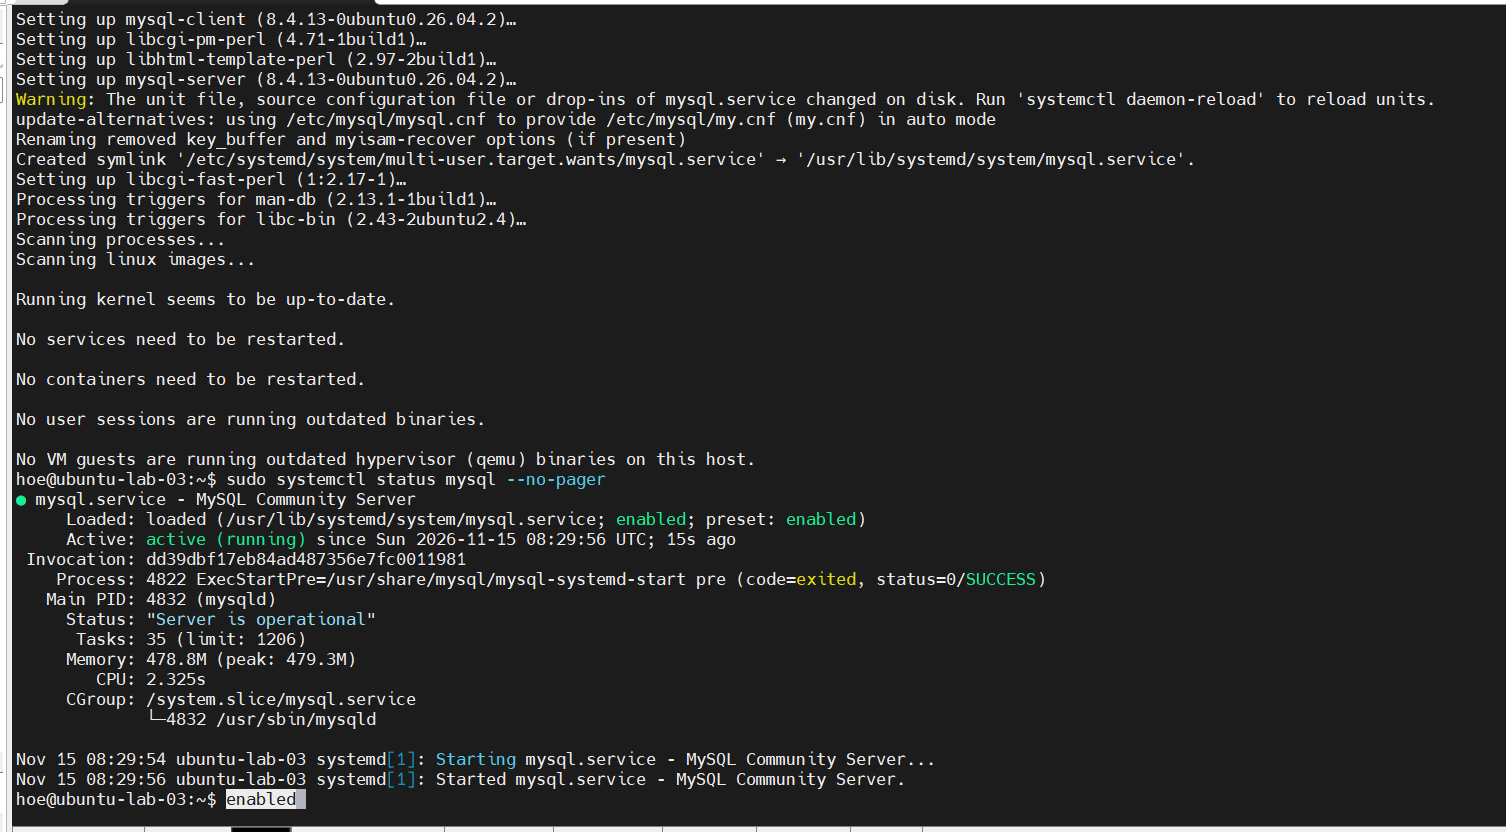 Setting up mysql-client (8.4.13-0ubuntu0.26.04.2)…
Setting up libcgi-pm-perl (4.71-1build1)…
Setting up libhtml-template-perl (2.97-2build1)…
Setting up mysql-server (8.4.13-0ubuntu0.26.04.2)…
Warning: The unit file, source configuration file or drop-ins of mysql.service changed on disk. Run 'systemctl daemon-reload' to reload units.
update-alternatives: using /etc/mysql/mysql.cnf to provide /etc/mysql/my.cnf (my.cnf) in auto mode
Renaming removed key_buffer and myisam-recover options (if present)
Created symlink '/etc/systemd/system/multi-user.target.wants/mysql.service' → '/usr/lib/systemd/system/mysql.service'.
Setting up libcgi-fast-perl (1:2.17-1)…
Processing triggers for man-db (2.13.1-1build1)…
Processing triggers for libc-bin (2.43-2ubuntu2.4)…
Scanning processes...
Scanning linux images...
Running kernel seems to be up-to-date.
No services need to be restarted.
No containers need to be restarted.
No user sessions are running outdated binaries.
No VM guests are running outdated hypervisor (qemu) binaries on this host.
hoe@ubuntu-lab-03:~$ sudo systemctl status mysql --no-pager
● mysql.service - MySQL Community Server
     Loaded: loaded (/usr/lib/systemd/system/mysql.service; enabled; preset: enabled)
     Active: active (running) since Sun 2026-11-15 08:29:56 UTC; 15s ago
 Invocation: dd39dbf17eb84ad487356e7fc0011981
    Process: 4822 ExecStartPre=/usr/share/mysql/mysql-systemd-start pre (code=exited, status=0/SUCCESS)
   Main PID: 4832 (mysqld)
     Status: "Server is operational"
      Tasks: 35 (limit: 1206)
     Memory: 478.8M (peak: 479.3M)
        CPU: 2.325s
     CGroup: /system.slice/mysql.service
             └─4832 /usr/sbin/mysqld
Nov 15 08:29:54 ubuntu-lab-03 systemd[1]: Starting mysql.service - MySQL Community Server...
Nov 15 08:29:56 ubuntu-lab-03 systemd[1]: Started mysql.service - MySQL Community Server.
hoe@ubuntu-lab-03:~$ enabled